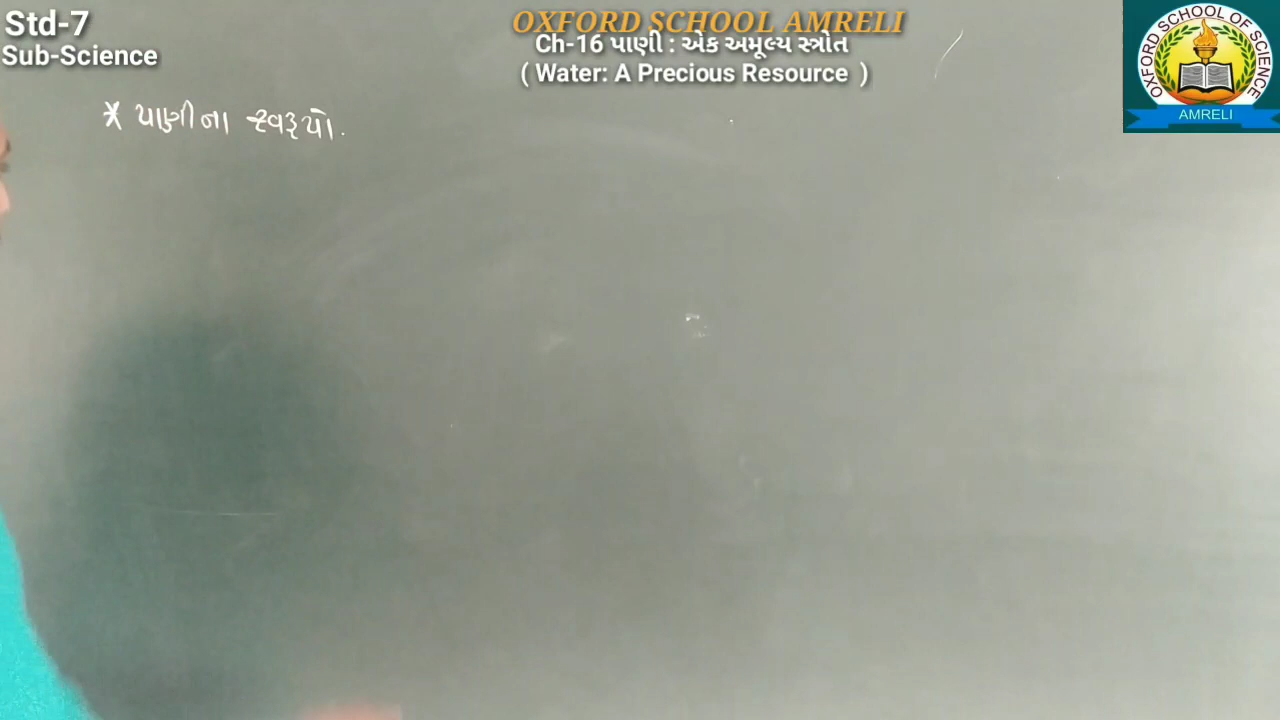 Std-7
Sub-Science
OXFORD SCHOOL AMRELI
Ch-16 પાણી : એક અમૂલ્ય સ્ત્રોત
( Water: A Precious Resource )
OXFORD SCHOOL OF SCIENCE
AMRELI
* પાણીના સ્વરૂપો.